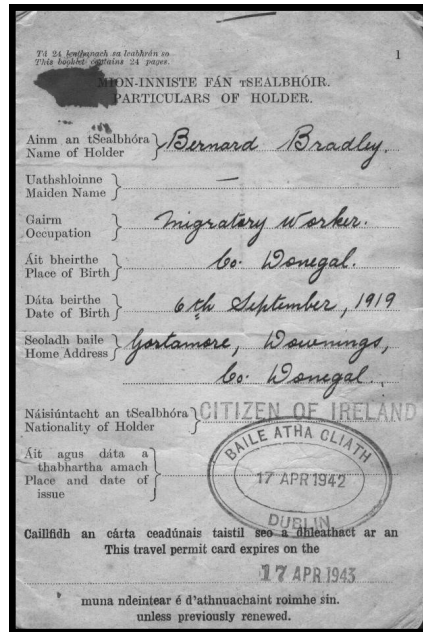 Tá 24 leathanach sa leabhrán so
This booklet contains 24 pages.
1
MION-INNISTE FÁN tSEALBHÓIR.
PARTICULARS OF HOLDER.
Ainm an tSealbhóra
Name of Holder
Bernard Bradley.
Uathshloinne
Maiden Name
—
Gairm
Occupation
Migratory Worker.
Áit bheirthe
Place of Birth
Co. Donegal.
Dáta beirthe
Date of Birth
6th September, 1919
Seoladh baile
Home Address
Gortamore, Downings,
Co. Donegal.
Náisiúntacht an tSealbhóra
Nationality of Holder
CITIZEN OF IRELAND
Áit agus dáta a
thabhartha amach
Place and date of
issue
BAILE ATHA CLIATH
17 APR 1942
DUBLIN
Caillfidh an cárta ceadúnais taistil seo a dhleathacht ar an
This travel permit card expires on the
17 APR 1943
muna ndeintear é d'athnuachaint roimhe sin.
unless previously renewed.